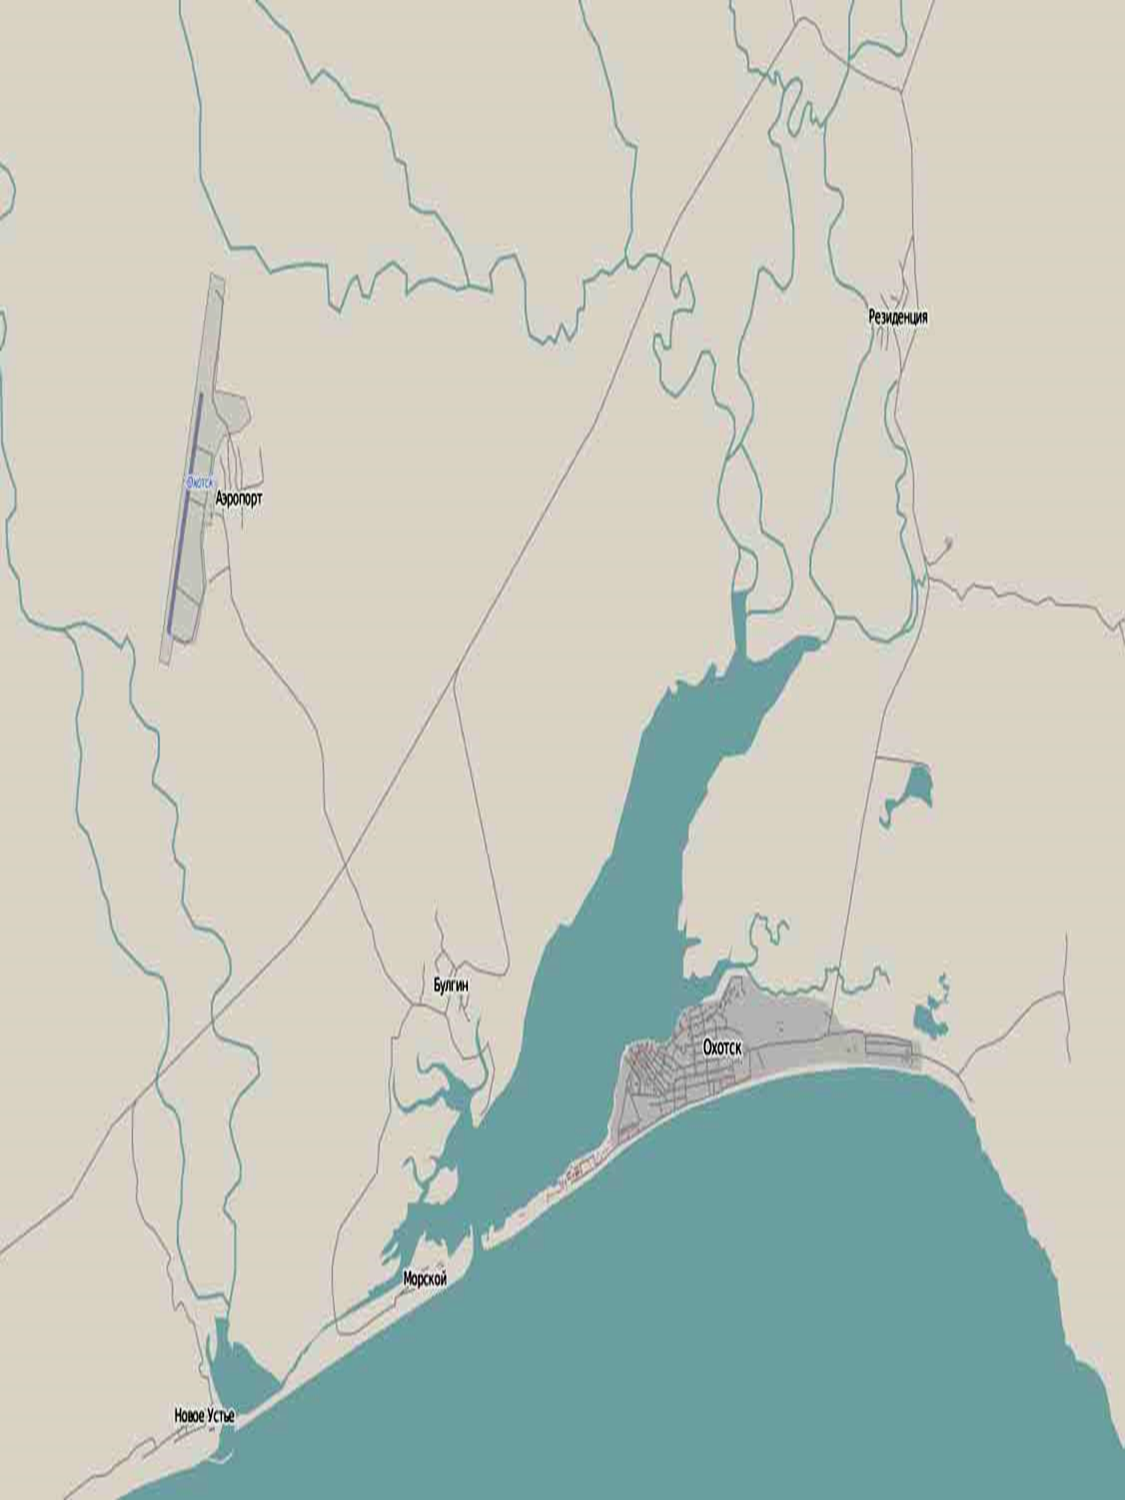 Резиденция
Охотск
Аэропорт
Булгин
Охотск
Морской
Новое Устье